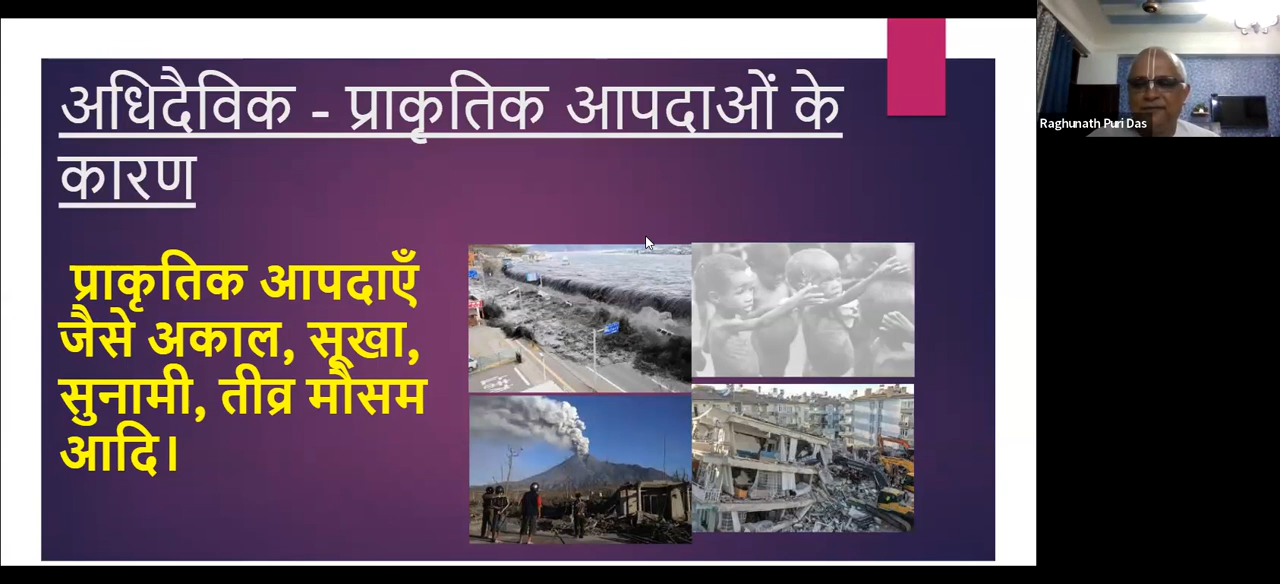 अधिदैविक - प्राकृतिक आपदाओं के
कारण
प्राकृतिक आपदाएँ
जैसे अकाल, सूखा,
सुनामी, तीव्र मौसम
आदि।
Raghunath Puri Das